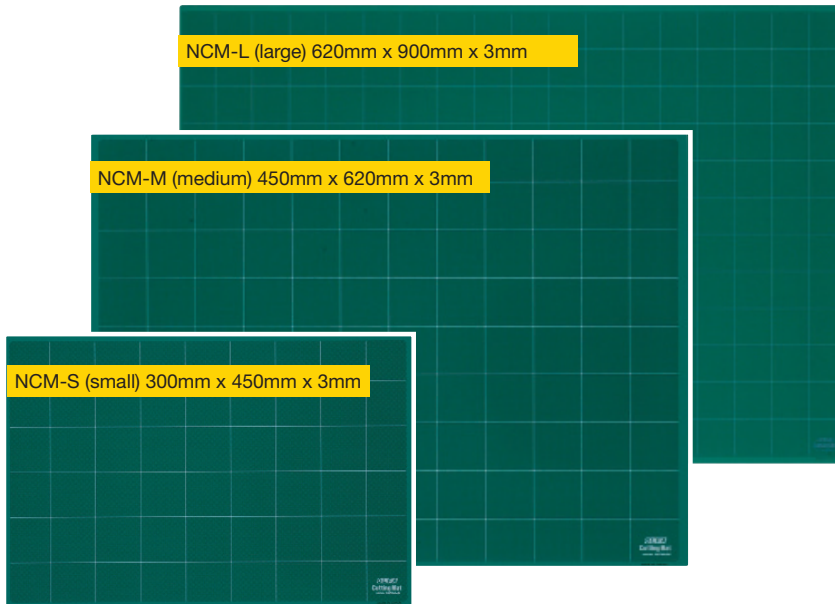 NCM-L (large) 620mm x 900mm x 3mm
NCM-M (medium) 450mm x 620mm x 3mm
NCM-S (small) 300mm x 450mm x 3mm
Cutting Mat
Cutting Mat